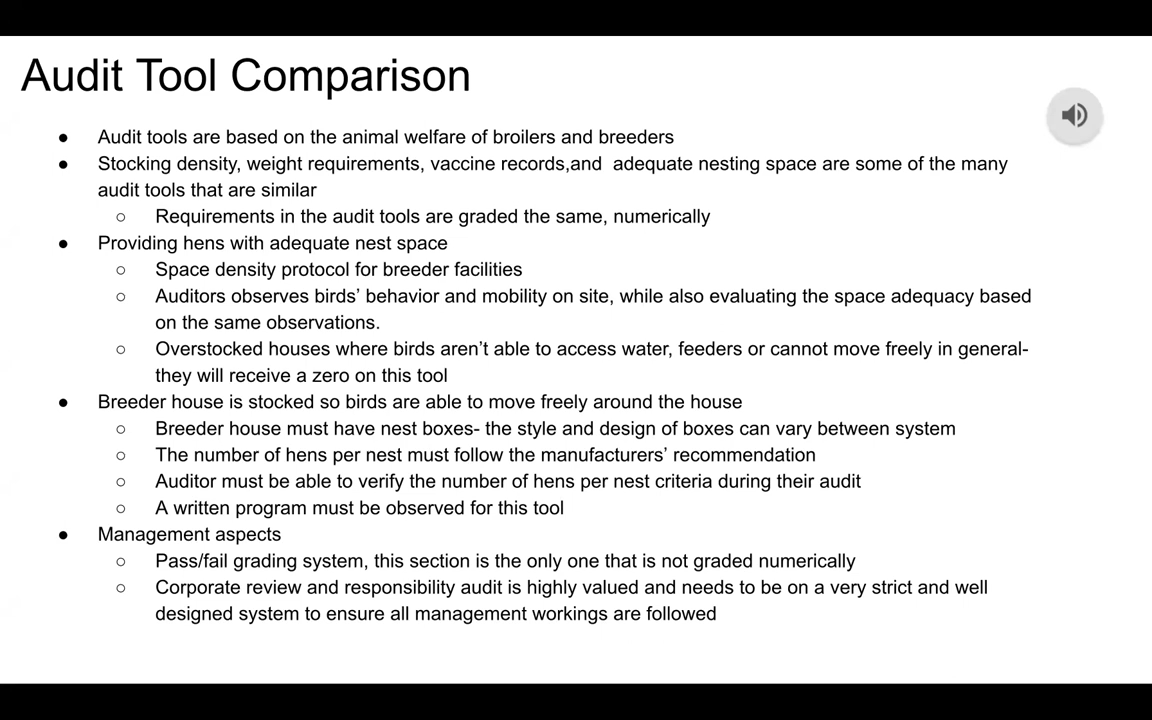 Audit Tool Comparison
● Audit tools are based on the animal welfare of broilers and breeders
● Stocking density, weight requirements, vaccine records,and  adequate nesting space are some of the many
audit tools that are similar
○ Requirements in the audit tools are graded the same, numerically
● Providing hens with adequate nest space
○ Space density protocol for breeder facilities
○ Auditors observes birds’ behavior and mobility on site, while also evaluating the space adequacy based
on the same observations.
○ Overstocked houses where birds aren’t able to access water, feeders or cannot move freely in general-
they will receive a zero on this tool
● Breeder house is stocked so birds are able to move freely around the house
○ Breeder house must have nest boxes- the style and design of boxes can vary between system
○ The number of hens per nest must follow the manufacturers’ recommendation
○ Auditor must be able to verify the number of hens per nest criteria during their audit
○ A written program must be observed for this tool
● Management aspects
○ Pass/fail grading system, this section is the only one that is not graded numerically
○ Corporate review and responsibility audit is highly valued and needs to be on a very strict and well
designed system to ensure all management workings are followed